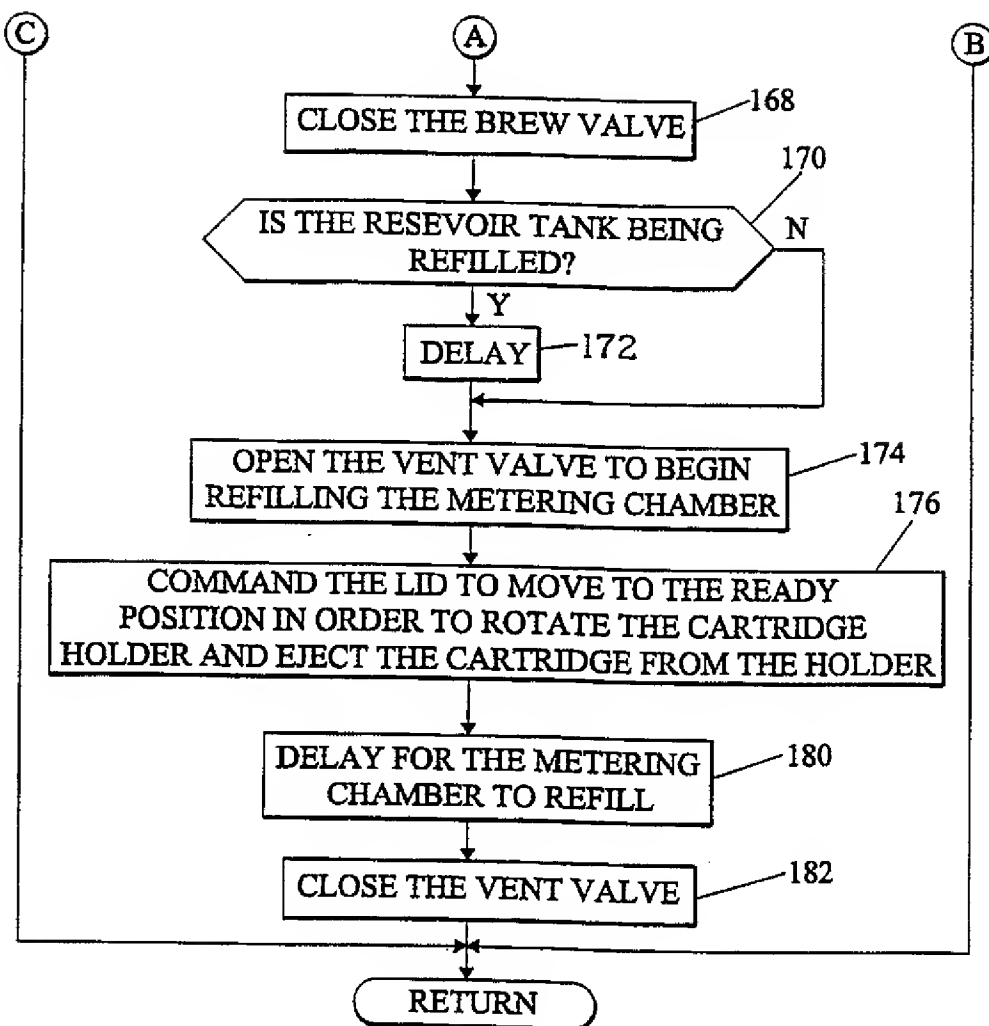 C
A
B
CLOSE THE BREW VALVE
168
170
IS THE RESEVOIR TANK BEING
REFILLED?
N
Y
DELAY
172
OPEN THE VENT VALVE TO BEGIN
REFILLING THE METERING CHAMBER
174
176
COMMAND THE LID TO MOVE TO THE READY
POSITION IN ORDER TO ROTATE THE CARTRIDGE
HOLDER AND EJECT THE CARTRIDGE FROM THE HOLDER
DELAY FOR THE METERING
CHAMBER TO REFILL
180
CLOSE THE VENT VALVE
182
RETURN